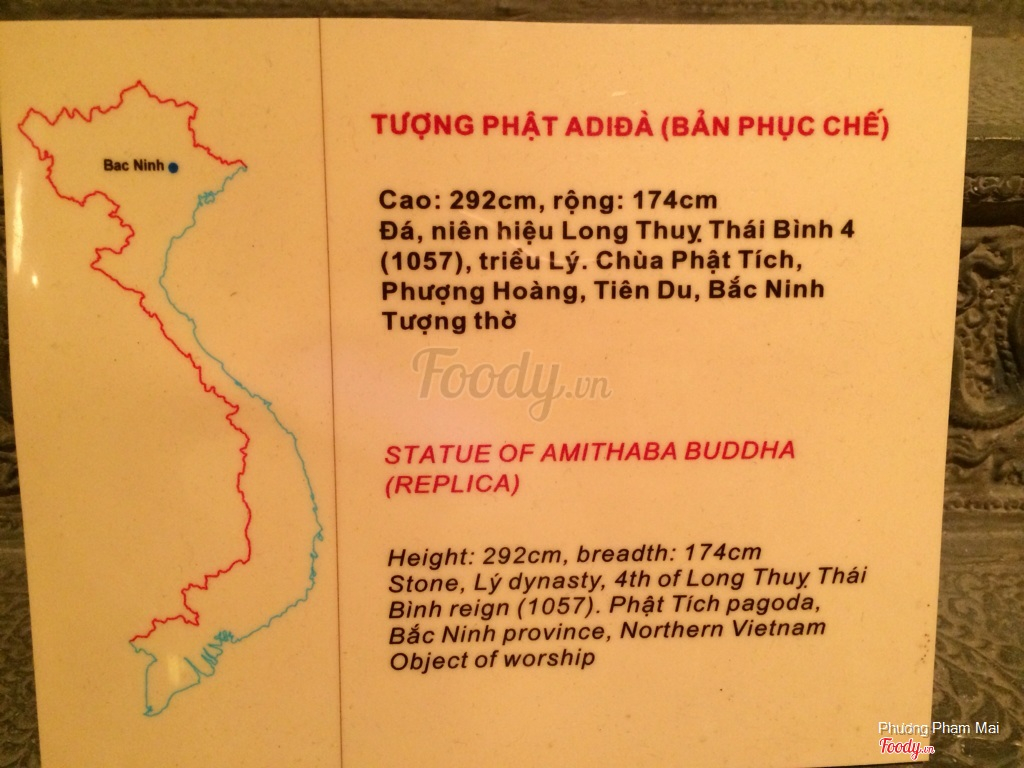 Bac Ninh
TƯỢNG PHẬT ADIĐÀ (BẢN PHỤC CHẾ)
Cao: 292cm, rộng: 174cm
Đá, niên hiệu Long Thuỵ Thái Bình 4
(1057), triều Lý. Chùa Phật Tích,
Phượng Hoàng, Tiên Du, Bắc Ninh
Tượng thờ
Foody.vn
STATUE OF AMITHABA BUDDHA
(REPLICA)
Height: 292cm, breadth: 174cm
Stone, Lý dynasty, 4th of Long Thuỵ Thái
Bình reign (1057). Phật Tích pagoda,
Bắc Ninh province, Northern Vietnam
Object of worship
Phương Phạm Mai
Foody.vn